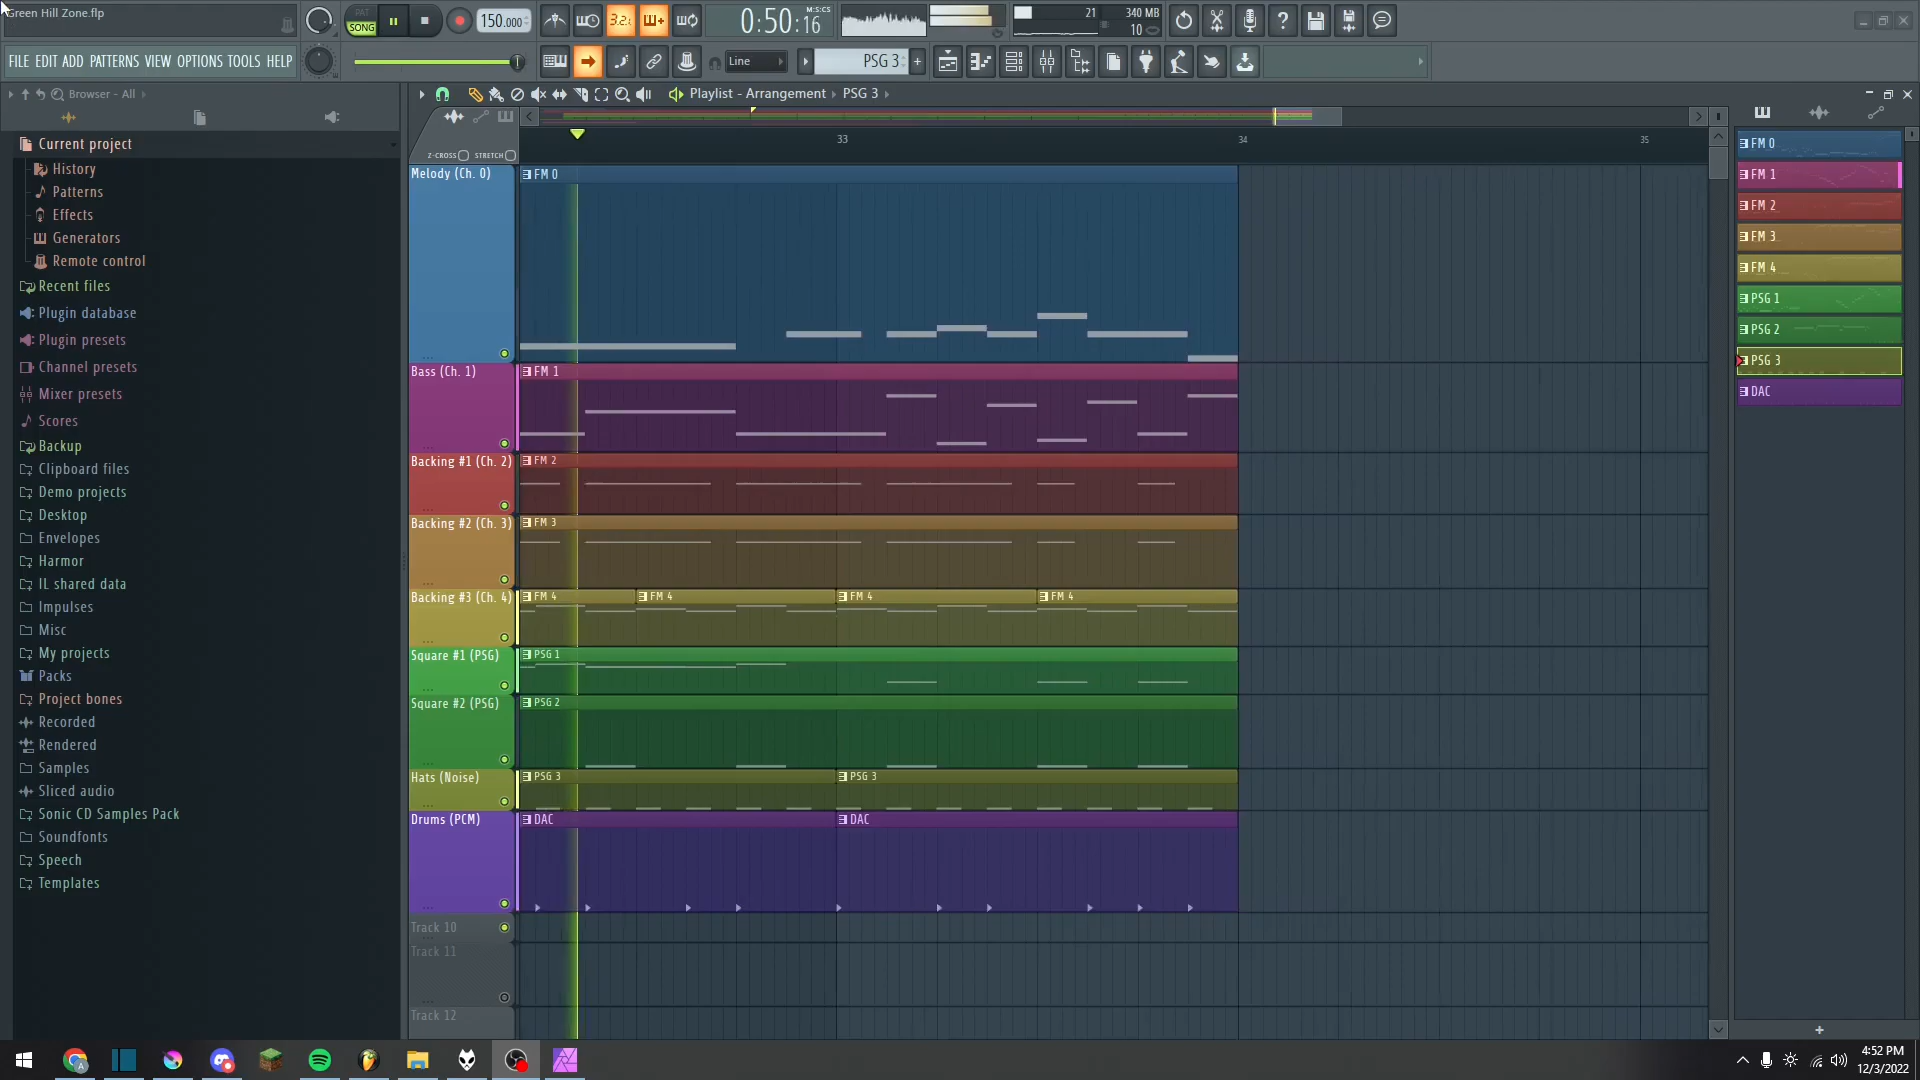 Green Hill Zone.flp
PAT
SONG
150.000
3.2.
0:50:16
M:S:CS
21
340 MB
10
FILE EDIT ADD PATTERNS VIEW OPTIONS TOOLS HELP
Line
PSG 3
Browser - All
Playlist - Arrangement
PSG 3
Z-CROSS
STRETCH
33
34
35
Current project
History
Patterns
Effects
Generators
Remote control
Recent files
Plugin database
Plugin presets
Channel presets
Mixer presets
Scores
Backup
Clipboard files
Demo projects
Desktop
Envelopes
Harmor
IL shared data
Impulses
Misc
My projects
Packs
Project bones
Recorded
Rendered
Samples
Sliced audio
Sonic CD Samples Pack
Soundfonts
Speech
Templates
Melody (Ch. 0)
FM 0
Bass (Ch. 1)
FM 1
Backing #1 (Ch. 2)
FM 2
Backing #2 (Ch. 3)
FM 3
Backing #3 (Ch. 4)
FM 4
FM 4
FM 4
FM 4
Square #1 (PSG)
PSG 1
Square #2 (PSG)
PSG 2
Hats (Noise)
PSG 3
PSG 3
Drums (PCM)
DAC
DAC
Track 10
Track 11
Track 12
FM 0
FM 1
FM 2
FM 3
FM 4
PSG 1
PSG 2
PSG 3
DAC
4:52 PM
12/3/2022